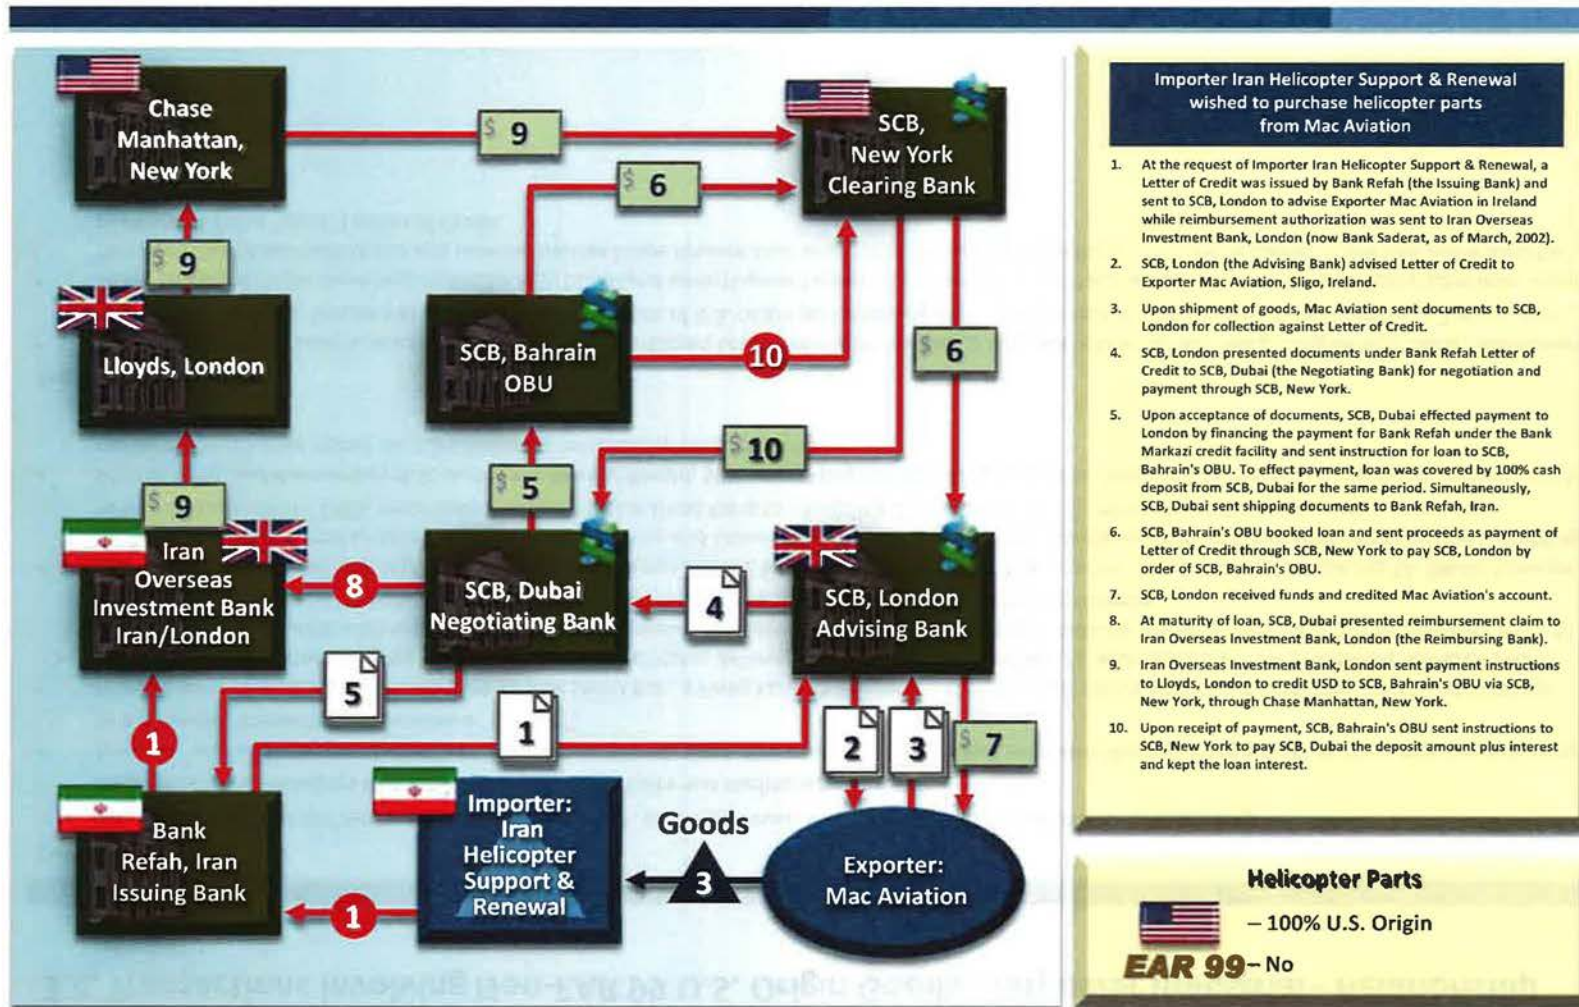 Chase
Manhattan,
New York
$ 9
SCB,
New York
Clearing Bank
$ 6
$ 9
Lloyds, London
SCB, Bahrain
OBU
10
$ 6
$ 10
$ 5
$ 9
Iran
Overseas
Investment Bank
Iran/London
8
SCB, Dubai
Negotiating Bank
4
SCB, London
Advising Bank
5
1
1
2
3
$ 7
Bank
Refah, Iran
Issuing Bank
1
Importer:
Iran
Helicopter
Support &
Renewal
Goods
3
Exporter:
Mac Aviation
Importer Iran Helicopter Support & Renewal
wished to purchase helicopter parts
from Mac Aviation
1. At the request of Importer Iran Helicopter Support & Renewal, a
Letter of Credit was issued by Bank Refah (the Issuing Bank) and
sent to SCB, London to advise Exporter Mac Aviation in Ireland
while reimbursement authorization was sent to Iran Overseas
Investment Bank, London (now Bank Saderat, as of March, 2002).
2. SCB, London (the Advising Bank) advised Letter of Credit to
Exporter Mac Aviation, Sligo, Ireland.
3. Upon shipment of goods, Mac Aviation sent documents to SCB,
London for collection against Letter of Credit.
4. SCB, London presented documents under Bank Refah Letter of
Credit to SCB, Dubai (the Negotiating Bank) for negotiation and
payment through SCB, New York.
5. Upon acceptance of documents, SCB, Dubai effected payment to
London by financing the payment for Bank Refah under the Bank
Markazi credit facility and sent instruction for loan to SCB,
Bahrain's OBU. To effect payment, loan was covered by 100% cash
deposit from SCB, Dubai for the same period. Simultaneously,
SCB, Dubai sent shipping documents to Bank Refah, Iran.
6. SCB, Bahrain's OBU booked loan and sent proceeds as payment of
Letter of Credit through SCB, New York to pay SCB, London by
order of SCB, Bahrain's OBU.
7. SCB, London received funds and credited Mac Aviation's account.
8. At maturity of loan, SCB, Dubai presented reimbursement claim to
Iran Overseas Investment Bank, London (the Reimbursing Bank).
9. Iran Overseas Investment Bank, London sent payment instructions
to Lloyds, London to credit USD to SCB, Bahrain's OBU via SCB,
New York, through Chase Manhattan, New York.
10. Upon receipt of payment, SCB, Bahrain's OBU sent instructions to
SCB, New York to pay SCB, Dubai the deposit amount plus interest
and kept the loan interest.
Helicopter Parts
– 100% U.S. Origin
EAR 99 – No